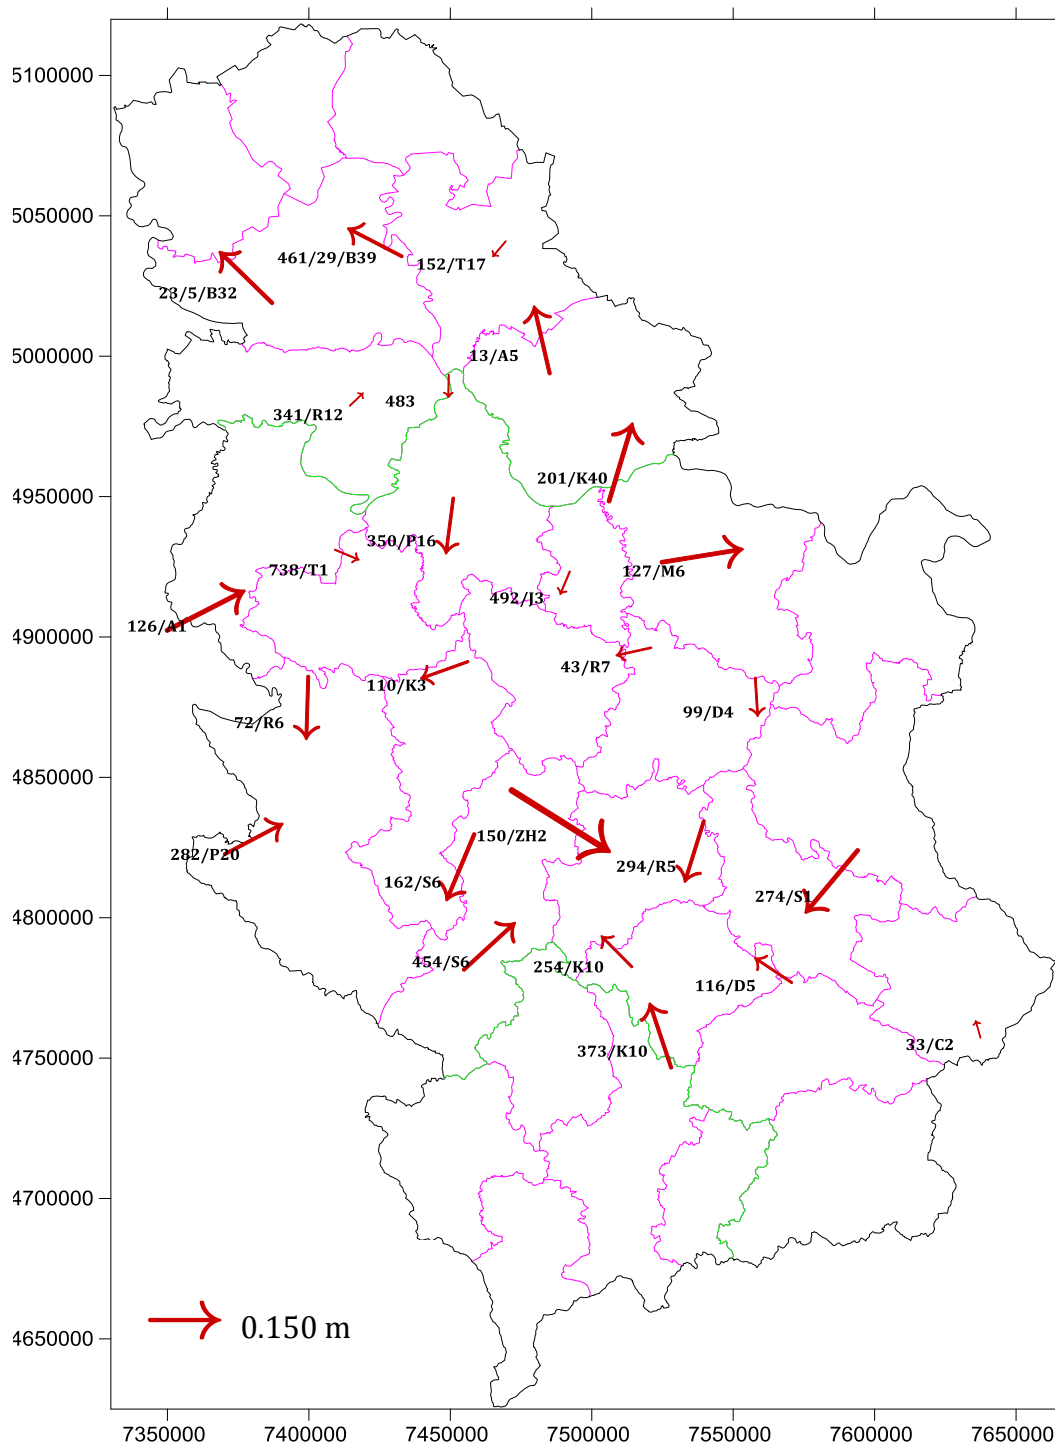 5100000
5050000
461/29/B39
152/T17
23/5/B32
5000000
13/A5
483
341/R12
4950000
201/K40
350/P16
738/T1
127/M6
492/J3
4900000
126/A1
43/R7
110/K3
72/R6
99/D4
4850000
150/ZH2
282/P20
294/R5
162/S6
274/S1
4800000
454/S6
254/K10
116/D5
4750000
373/K10
33/C2
4700000
4650000
0.150 m
7350000 7400000 7450000 7500000 7550000 7600000 7650000